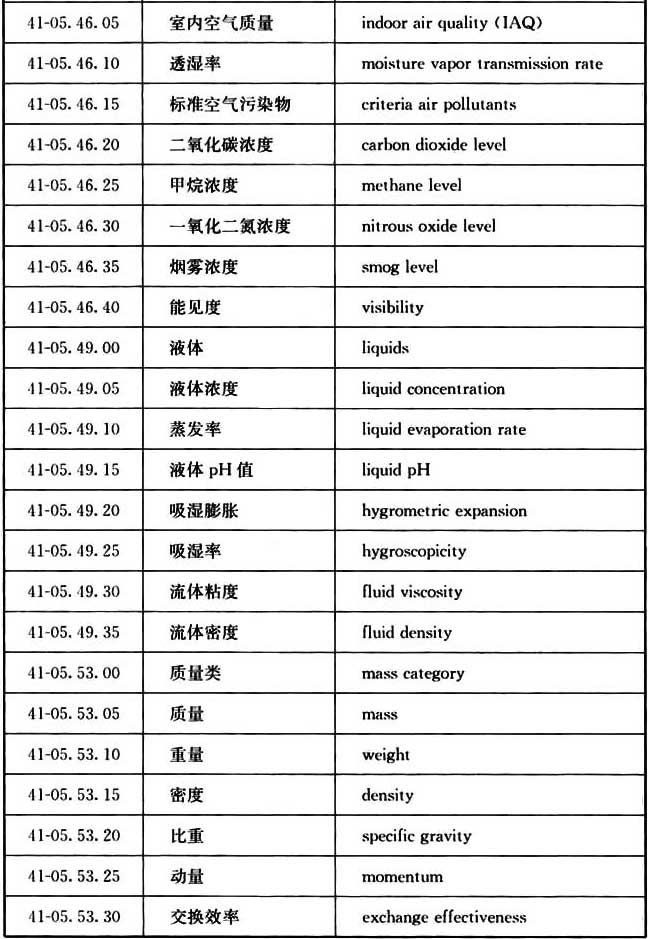 41-05.46.05 室内空气质量 indoor air quality (IAQ)
41-05.46.10 透湿率 moisture vapor transmission rate
41-05.46.15 标准空气污染物 criteria air pollutants
41-05.46.20 二氧化碳浓度 carbon dioxide level
41-05.46.25 甲烷浓度 methane level
41-05.46.30 一氧化二氮浓度 nitrous oxide level
41-05.46.35 烟雾浓度 smog level
41-05.46.40 能见度 visibility
41-05.49.00 液体 liquids
41-05.49.05 液体浓度 liquid concentration
41-05.49.10 蒸发率 liquid evaporation rate
41-05.49.15 液体 pH 值 liquid pH
41-05.49.20 吸湿膨胀 hygrometric expansion
41-05.49.25 吸湿率 hygroscopicity
41-05.49.30 流体粘度 fluid viscosity
41-05.49.35 流体密度 fluid density
41-05.53.00 质量类 mass category
41-05.53.05 质量 mass
41-05.53.10 重量 weight
41-05.53.15 密度 density
41-05.53.20 比重 specific gravity
41-05.53.25 动量 momentum
41-05.53.30 交换效率 exchange effectiveness